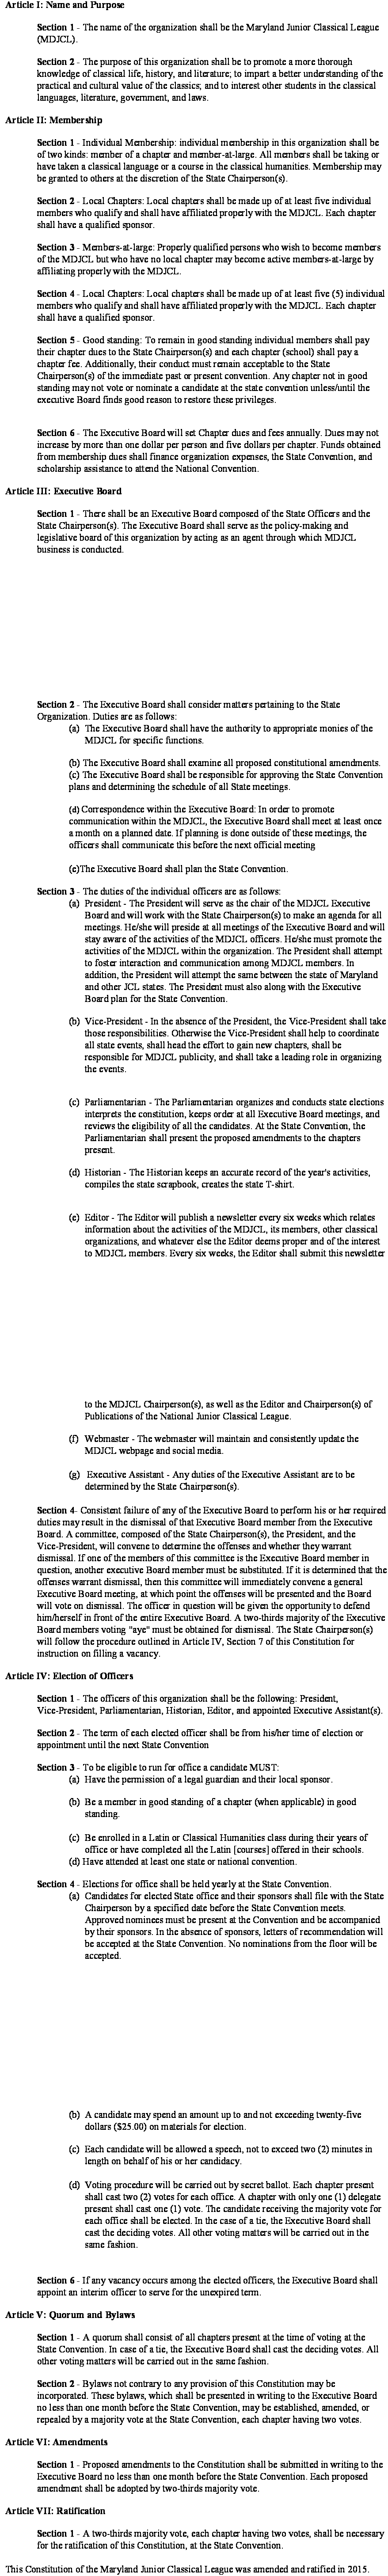 Article I: Name and Purpose
Section 1 - The name of the organization shall be the Maryland Junior Classical League
(MDJCL).
Section 2 - The purpose of this organization shall be to promote a more thorough
knowledge of classical life, history, and literature; to impart a better understanding of the
practical and cultural value of the classics; and to interest other students in the classical
languages, literature, government, and laws.
Article II: Membership
Section 1 - Individual Membership: individual membership in this organization shall be
of two kinds: member of a chapter and member-at-large. All members shall be taking or
have taken a classical language or a course in the classical humanities. Membership may
be granted to others at the discretion of the State Chairperson(s).
Section 2 - Local Chapters: Local chapters shall be made up of at least five individual
members who qualify and shall have affiliated properly with the MDJCL. Each chapter
shall have a qualified sponsor.
Section 3 - Members-at-large: Properly qualified persons who wish to become members
of the MDJCL but who have no local chapter may become active members-at-large by
affiliating properly with the MDJCL.
Section 4 - Local Chapters: Local chapters shall be made up of at least five (5) individual
members who qualify and shall have affiliated properly with the MDJCL. Each chapter
shall have a qualified sponsor.
Section 5 - Good standing: To remain in good standing individual members shall pay
their chapter dues to the State Chairperson(s) and each chapter (school) shall pay a
chapter fee. Additionally, their conduct must remain acceptable to the State
Chairperson(s) of the immediate past or present convention. Any chapter not in good
standing may not vote or nominate a candidate at the state convention unless/until the
executive Board finds good reason to restore these privileges.
Section 6 - The Executive Board will set Chapter dues and fees annually. Dues may not
increase by more than one dollar per person and five dollars per chapter. Funds obtained
from membership dues shall finance organization expenses, the State Convention, and
scholarship assistance to attend the National Convention.
Article III: Executive Board
Section 1 - There shall be an Executive Board composed of the State Officers and the
State Chairperson(s). The Executive Board shall serve as the policy-making and
legislative board of this organization by acting as an agent through which MDJCL
business is conducted.
Section 2 - The Executive Board shall consider matters pertaining to the State
Organization. Duties are as follows:
(a) The Executive Board shall have the authority to appropriate monies of the
MDJCL for specific functions.
(b) The Executive Board shall examine all proposed constitutional amendments.
(c) The Executive Board shall be responsible for approving the State Convention
plans and determining the schedule of all State meetings.
(d) Correspondence within the Executive Board: In order to promote
communication within the MDJCL, the Executive Board shall meet at least once
a month on a planned date. If planning is done outside of these meetings, the
officers shall communicate this before the next official meeting
(e)The Executive Board shall plan the State Convention.
Section 3 - The duties of the individual officers are as follows:
(a) President - The President will serve as the chair of the MDJCL Executive
Board and will work with the State Chairperson(s) to make an agenda for all
meetings. He/she will preside at all meetings of the Executive Board and will
stay aware of the activities of the MDJCL officers. He/she must promote the
activities of the MDJCL within the organization. The President shall attempt
to foster interaction and communication among MDJCL members. In
addition, the President will attempt the same between the state of Maryland
and other JCL states. The President must also along with the Executive
Board plan for the State Convention.
(b) Vice-President - In the absence of the President, the Vice-President shall take
those responsibilities. Otherwise the Vice-President shall help to coordinate
all state events, shall head the effort to gain new chapters, shall be
responsible for MDJCL publicity, and shall take a leading role in organizing
the events.
(c) Parliamentarian - The Parliamentarian organizes and conducts state elections
interprets the constitution, keeps order at all Executive Board meetings, and
reviews the eligibility of all the candidates. At the State Convention, the
Parliamentarian shall present the proposed amendments to the chapters
present.
(d) Historian - The Historian keeps an accurate record of the year's activities,
compiles the state scrapbook, creates the state T-shirt.
(e) Editor - The Editor will publish a newsletter every six weeks which relates
information about the activities of the MDJCL, its members, other classical
organizations, and whatever else the Editor deems proper and of the interest
to MDJCL members. Every six weeks, the Editor shall submit this newsletter
to the MDJCL Chairperson(s), as well as the Editor and Chairperson(s) of
Publications of the National Junior Classical League.
(f) Webmaster - The webmaster will maintain and consistently update the
MDJCL webpage and social media.
(g) Executive Assistant - Any duties of the Executive Assistant are to be
determined by the State Chairperson(s).
Section 4- Consistent failure of any of the Executive Board to perform his or her required
duties may result in the dismissal of that Executive Board member from the Executive
Board. A committee, composed of the State Chairperson(s), the President, and the
Vice-President, will convene to determine the offenses and whether they warrant
dismissal. If one of the members of this committee is the Executive Board member in
question, another executive Board member must be substituted. If it is determined that the
offenses warrant dismissal, then this committee will immediately convene a general
Executive Board meeting, at which point the offenses will be presented and the Board
will vote on dismissal. The officer in question will be given the opportunity to defend
him/herself in front of the entire Executive Board. A two-thirds majority of the Executive
Board members voting "aye" must be obtained for dismissal. The State Chairperson(s)
will follow the procedure outlined in Article IV, Section 7 of this Constitution for
instruction on filling a vacancy.
Article IV: Election of Officers
Section 1 - The officers of this organization shall be the following: President,
Vice-President, Parliamentarian, Historian, Editor, and appointed Executive Assistant(s).
Section 2 - The term of each elected officer shall be from his/her time of election or
appointment until the next State Convention
Section 3 - To be eligible to run for office a candidate MUST:
(a) Have the permission of a legal guardian and their local sponsor.
(b) Be a member in good standing of a chapter (when applicable) in good
standing.
(c) Be enrolled in a Latin or Classical Humanities class during their years of
office or have completed all the Latin [courses] offered in their schools.
(d) Have attended at least one state or national convention.
Section 4 - Elections for office shall be held yearly at the State Convention.
(a) Candidates for elected State office and their sponsors shall file with the State
Chairperson by a specified date before the State Convention meets.
Approved nominees must be present at the Convention and be accompanied
by their sponsors. In the absence of sponsors, letters of recommendation will
be accepted at the State Convention. No nominations from the floor will be
accepted.
(b) A candidate may spend an amount up to and not exceeding twenty-five
dollars ($25.00) on materials for election.
(c) Each candidate will be allowed a speech, not to exceed two (2) minutes in
length on behalf of his or her candidacy.
(d) Voting procedure will be carried out by secret ballot. Each chapter present
shall cast two (2) votes for each office. A chapter with only one (1) delegate
present shall cast one (1) vote. The candidate receiving the majority vote for
each office shall be elected. In the case of a tie, the Executive Board shall
cast the deciding votes. All other voting matters will be carried out in the
same fashion.
Section 6 - If any vacancy occurs among the elected officers, the Executive Board shall
appoint an interim officer to serve for the unexpired term.
Article V: Quorum and Bylaws
Section 1 - A quorum shall consist of all chapters present at the time of voting at the
State Convention. In case of a tie, the Executive Board shall cast the deciding votes. All
other voting matters will be carried out in the same fashion.
Section 2 - Bylaws not contrary to any provision of this Constitution may be
incorporated. These bylaws, which shall be presented in writing to the Executive Board
no less than one month before the State Convention, may be established, amended, or
repealed by a majority vote at the State Convention, each chapter having two votes.
Article VI: Amendments
Section 1 - Proposed amendments to the Constitution shall be submitted in writing to the
Executive Board no less than one month before the State Convention. Each proposed
amendment shall be adopted by two-thirds majority vote.
Article VII: Ratification
Section 1 - A two-thirds majority vote, each chapter having two votes, shall be necessary
for the ratification of this Constitution, at the State Convention.
This Constitution of the Maryland Junior Classical League was amended and ratified in 2015.